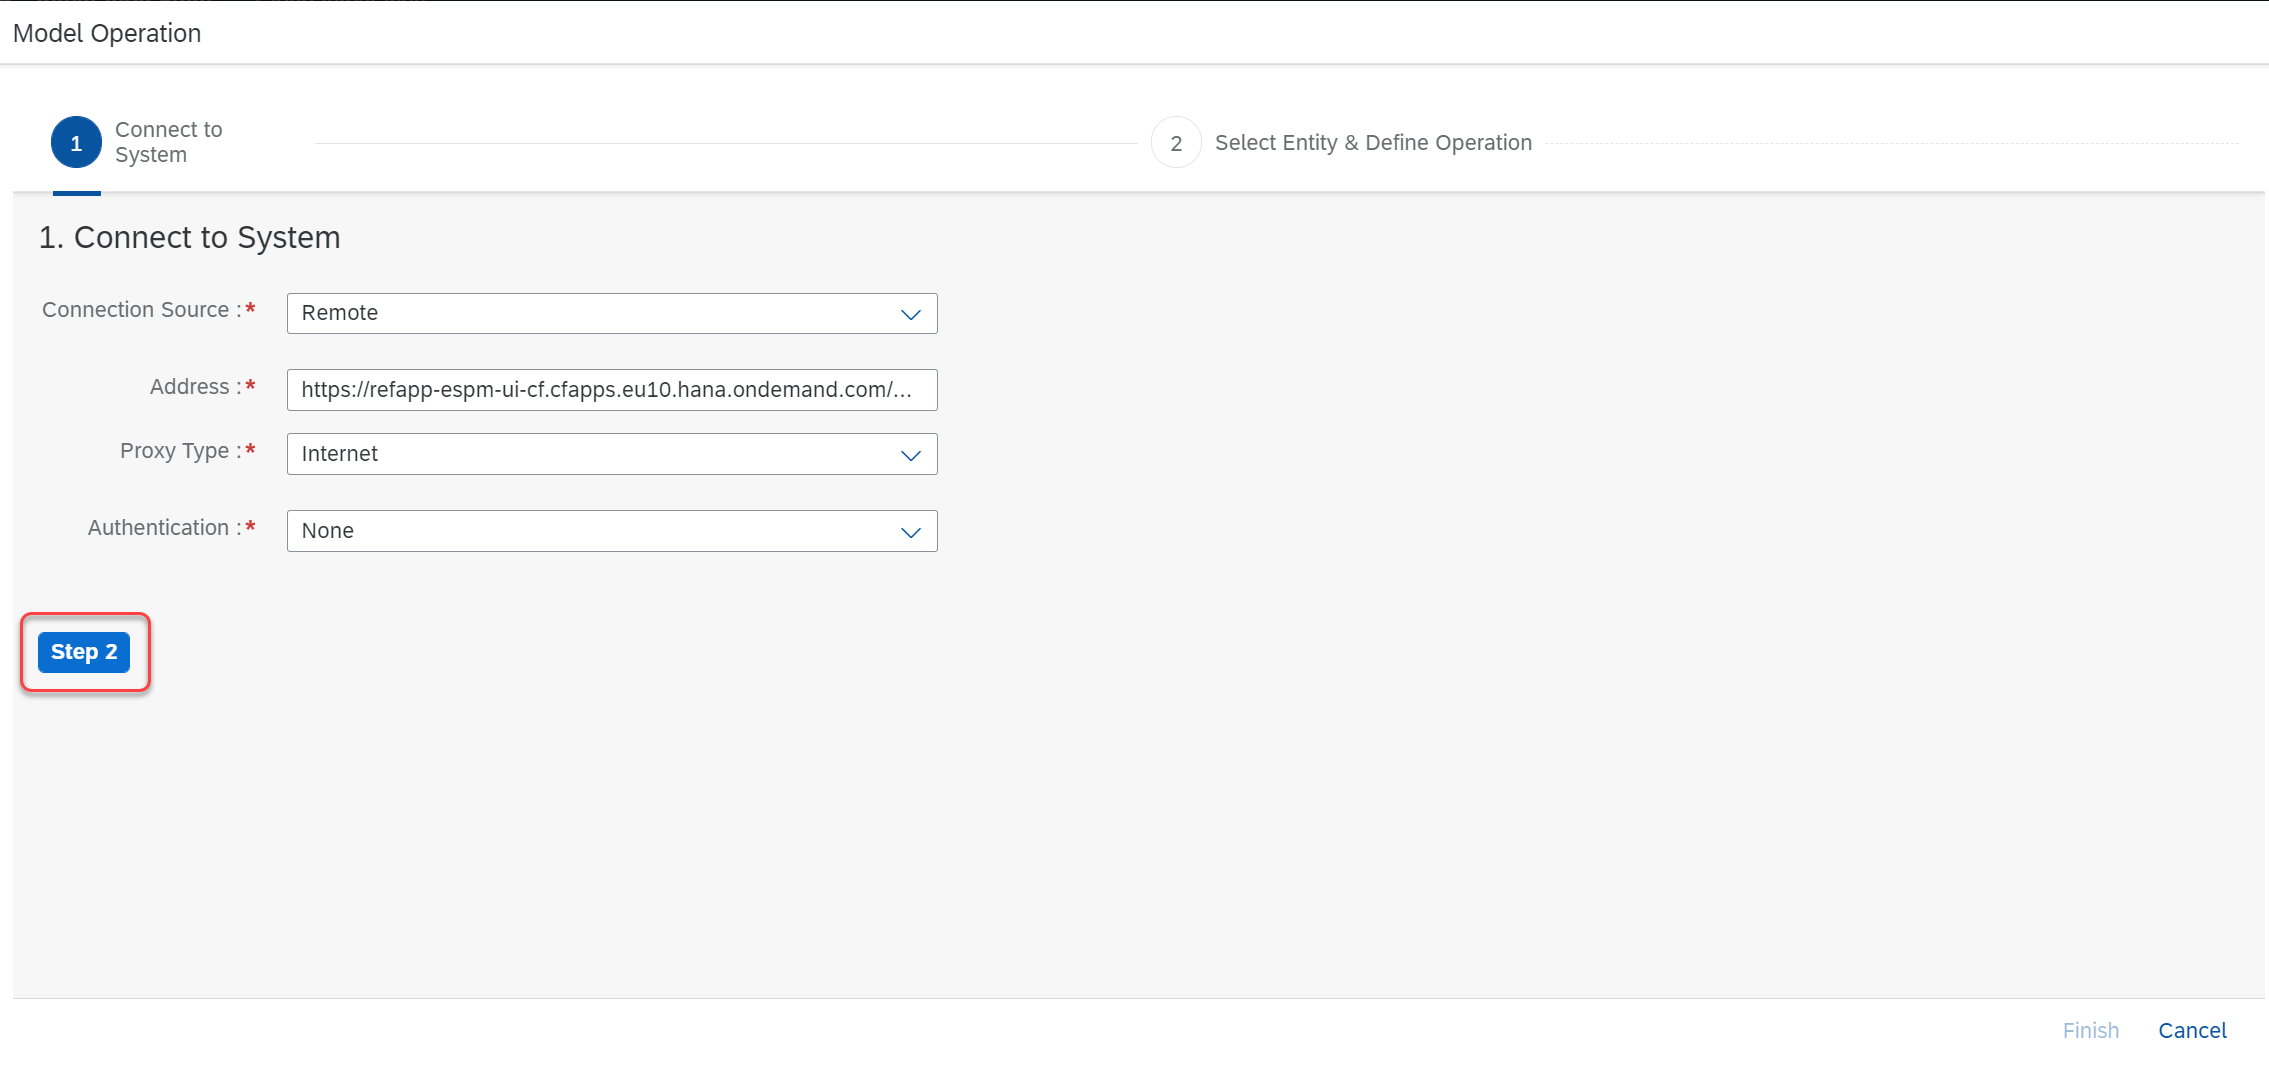 Model Operation
1
Connect to
System
2
Select Entity & Define Operation
1. Connect to System
Connection Source :*
Remote
Address :*
https://refapp-espm-ui-cf.cfapps.eu10.hana.ondemand.com/...
Proxy Type :*
Internet
Authentication :*
None
Step 2
Finish
Cancel